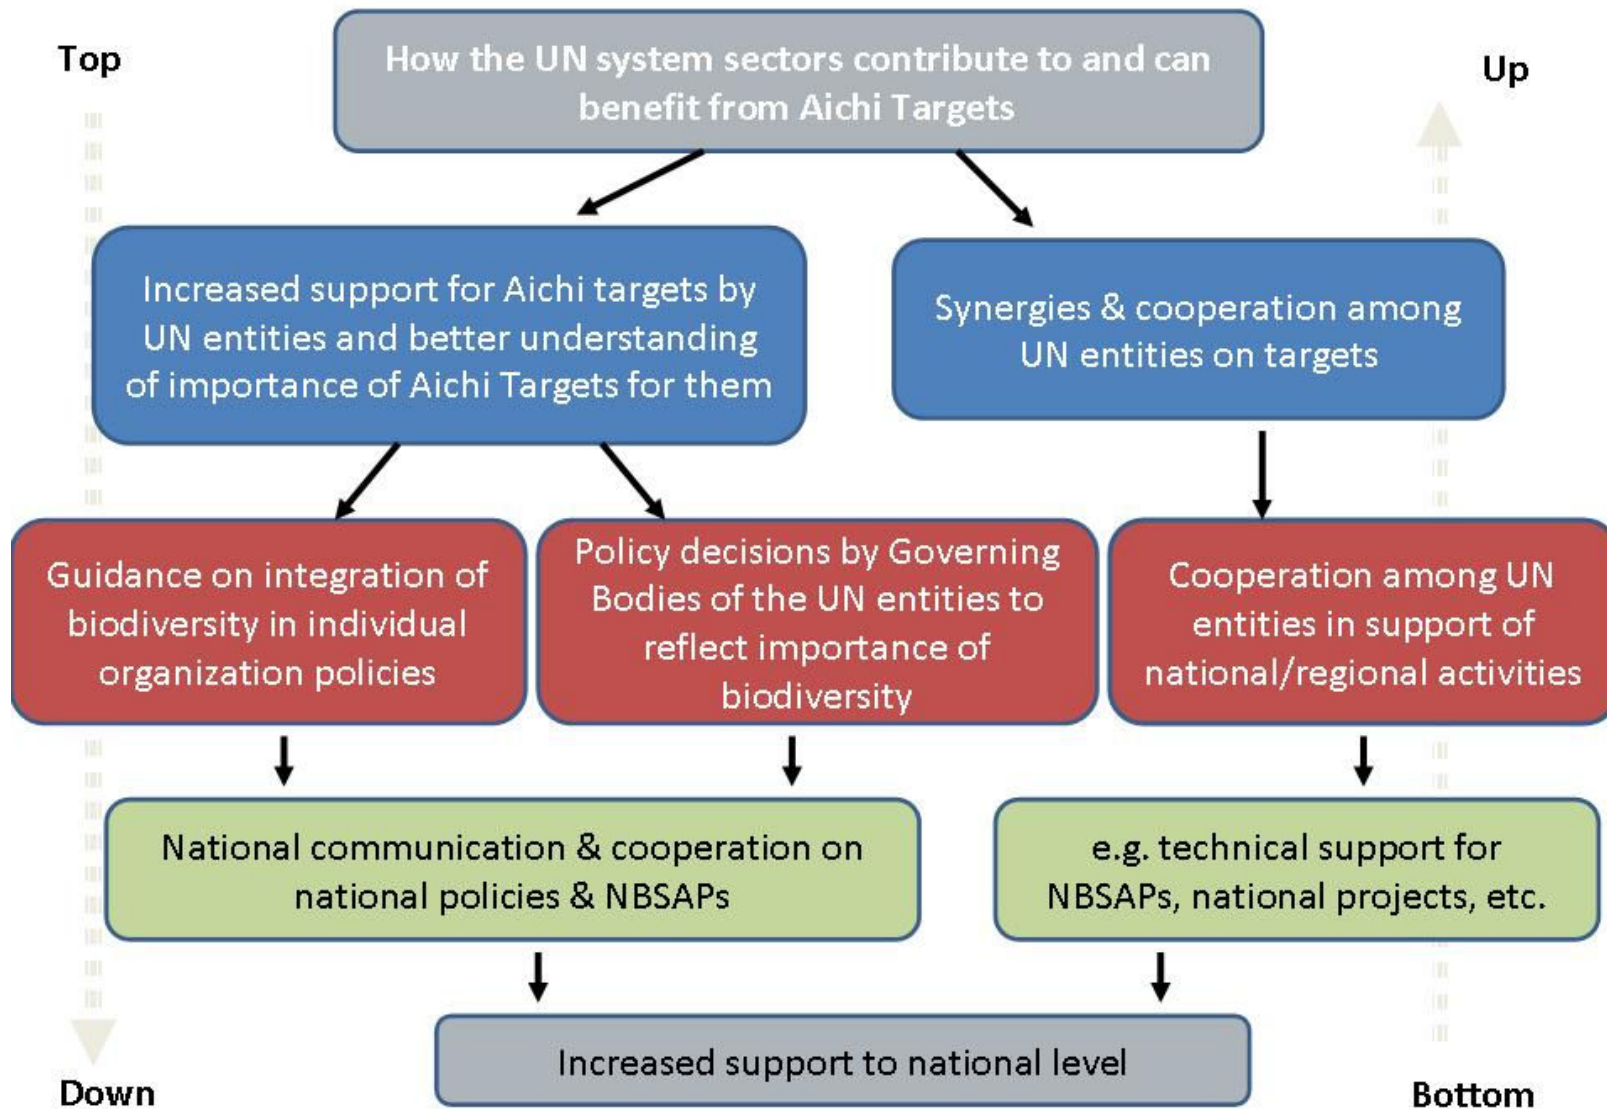 Top
How the UN system sectors contribute to and can
benefit from Aichi Targets
Up
Increased support for Aichi targets by
UN entities and better understanding
of importance of Aichi Targets for them
Synergies & cooperation among
UN entities on targets
Guidance on integration of
biodiversity in individual
organization policies
Policy decisions by Governing
Bodies of the UN entities to
reflect importance of
biodiversity
Cooperation among UN
entities in support of
national/regional activities
National communication & cooperation on
national policies & NBSAPs
e.g. technical support for
NBSAPs, national projects, etc.
Increased support to national level
Down
Bottom